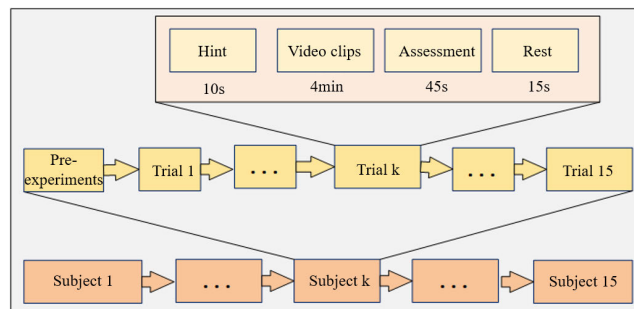 Hint
Video clips
Assessment
Rest
10s
4min
45s
15s
Pre-
experiments
Trial 1
...
Trial k
...
Trial 15
Subject 1
...
Subject k
...
Subject 15